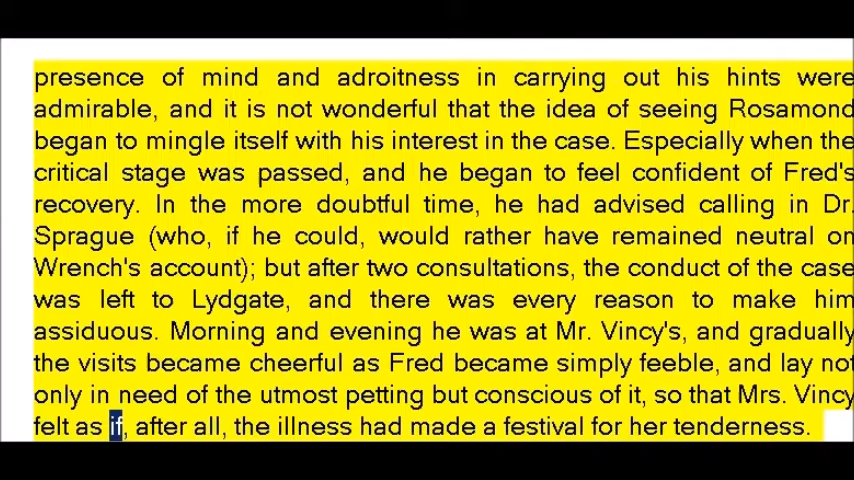 presence of mind and adroitness in carrying out his hints were
admirable, and it is not wonderful that the idea of seeing Rosamond
began to mingle itself with his interest in the case. Especially when the
critical stage was passed, and he began to feel confident of Fred's
recovery. In the more doubtful time, he had advised calling in Dr.
Sprague (who, if he could, would rather have remained neutral on
Wrench's account); but after two consultations, the conduct of the case
was left to Lydgate, and there was every reason to make him
assiduous. Morning and evening he was at Mr. Vincy's, and gradually
the visits became cheerful as Fred became simply feeble, and lay not
only in need of the utmost petting but conscious of it, so that Mrs. Vincy
felt as if, after all, the illness had made a festival for her tenderness.